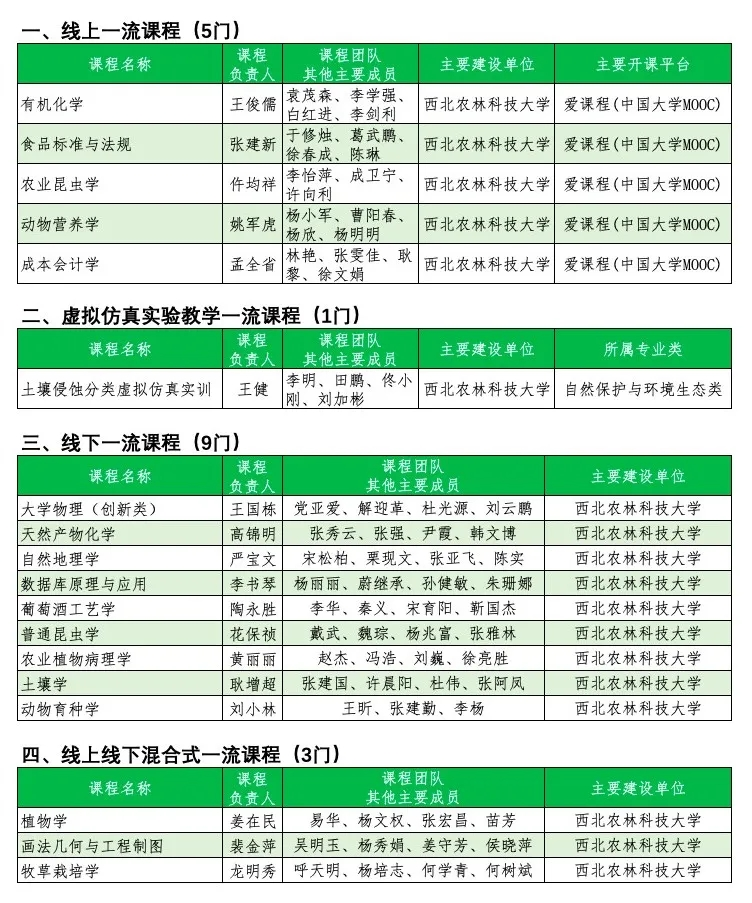 一、线上一流课程（5门）
课程名称 课程负责人 课程团队其他主要成员 主要建设单位 主要开课平台
有机化学 王俊儒 袁茂森、李学强、白红进、李剑利 西北农林科技大学 爱课程(中国大学MOOC)
食品标准与法规 张建新 于修烛、葛武鹏、徐春成、陈琳 西北农林科技大学 爱课程(中国大学MOOC)
农业昆虫学 仵均祥 李怡萍、成卫宁、许向利 西北农林科技大学 爱课程(中国大学MOOC)
动物营养学 姚军虎 杨小军、曹阳春、杨欣、杨明明 西北农林科技大学 爱课程(中国大学MOOC)
成本会计学 孟全省 林艳、张雯佳、耿黎、徐文娟 西北农林科技大学 爱课程(中国大学MOOC)
二、虚拟仿真实验教学一流课程（1门）
课程名称 课程负责人 课程团队其他主要成员 主要建设单位 所属专业类
土壤侵蚀分类虚拟仿真实训 王健 李明、田鹏、佟小刚、刘加彬 西北农林科技大学 自然保护与环境生态类
三、线下一流课程（9门）
课程名称 课程负责人 课程团队其他主要成员 主要建设单位
大学物理（创新类） 王国栋 党亚爱、解迎革、杜光源、刘云鹏 西北农林科技大学
天然产物化学 高锦明 张秀云、张强、尹霞、韩文博 西北农林科技大学
自然地理学 严宝文 宋松柏、栗现文、张亚飞、陈实 西北农林科技大学
数据库原理与应用 李书琴 杨丽丽、蔚继承、孙健敏、朱珊娜 西北农林科技大学
葡萄酒工艺学 陶永胜 李华、秦义、宋育阳、靳国杰 西北农林科技大学
普通昆虫学 花保祯 戴武、魏琮、杨兆富、张雅林 西北农林科技大学
农业植物病理学 黄丽丽 赵杰、冯浩、刘巍、徐亮胜 西北农林科技大学
土壤学 耿增超 张建国、许晨阳、杜伟、张阿凤 西北农林科技大学
动物育种学 刘小林 王昕、张建勤、李杨 西北农林科技大学
四、线上线下混合式一流课程（3门）
课程名称 课程负责人 课程团队其他主要成员 主要建设单位
植物学 姜在民 易华、杨文权、张宏昌、苗芳 西北农林科技大学
画法几何与工程制图 裴金萍 吴明玉、杨秀娟、姜守芳、侯晓萍 西北农林科技大学
牧草栽培学 龙明秀 呼天明、杨培志、何学青、何树斌 西北农林科技大学